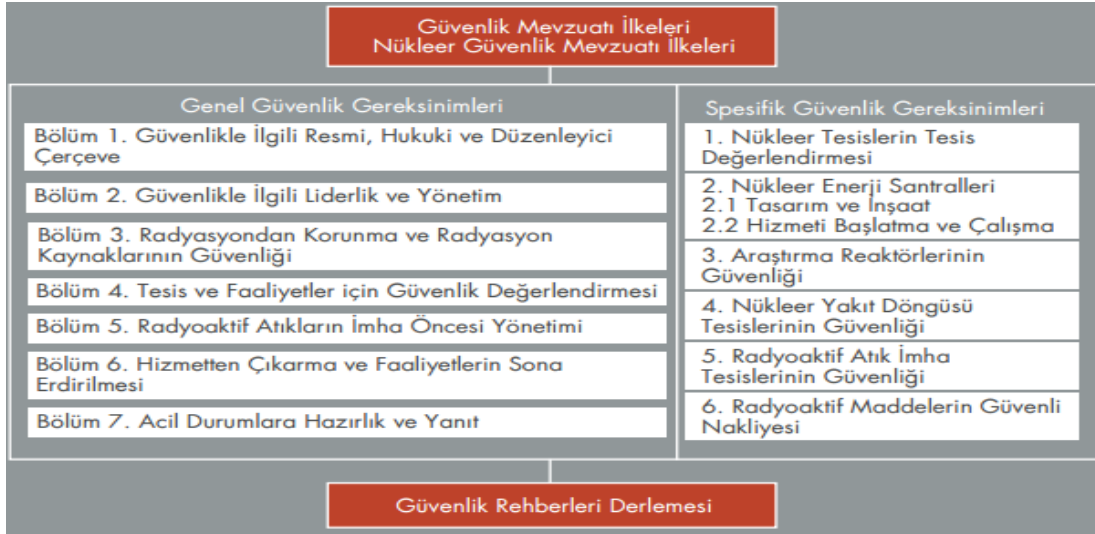 Güvenlik Mevzuatı İlkeleri
Nükleer Güvenlik Mevzuatı İlkeleri
Genel Güvenlik Gereksinimleri
Bölüm 1. Güvenlikle İlgili Resmi, Hukuki ve Düzenleyici
Çerçeve
Bölüm 2. Güvenlikle İlgili Liderlik ve Yönetim
Bölüm 3. Radyasyondan Korunma ve Radyasyon
Kaynaklarının Güvenliği
Bölüm 4. Tesis ve Faaliyetler için Güvenlik Değerlendirmesi
Bölüm 5. Radyoaktif Atıkların İmha Öncesi Yönetimi
Bölüm 6. Hizmetten Çıkarma ve Faaliyetlerin Sona
Erdirilmesi
Bölüm 7. Acil Durumlara Hazırlık ve Yanıt
Spesifik Güvenlik Gereksinimleri
1. Nükleer Tesislerin Tesis
Değerlendirmesi
2. Nükleer Enerji Santralleri
2.1 Tasarım ve İnşaat
2.2 Hizmeti Başlatma ve Çalışma
3. Araştırma Reaktörlerinin
Güvenliği
4. Nükleer Yakıt Döngüsü
Tesislerinin Güvenliği
5. Radyoaktif Atık İmha
Tesislerinin Güvenliği
6. Radyoaktif Maddelerin Güvenli
Nakliyesi
Güvenlik Rehberleri Derlemesi